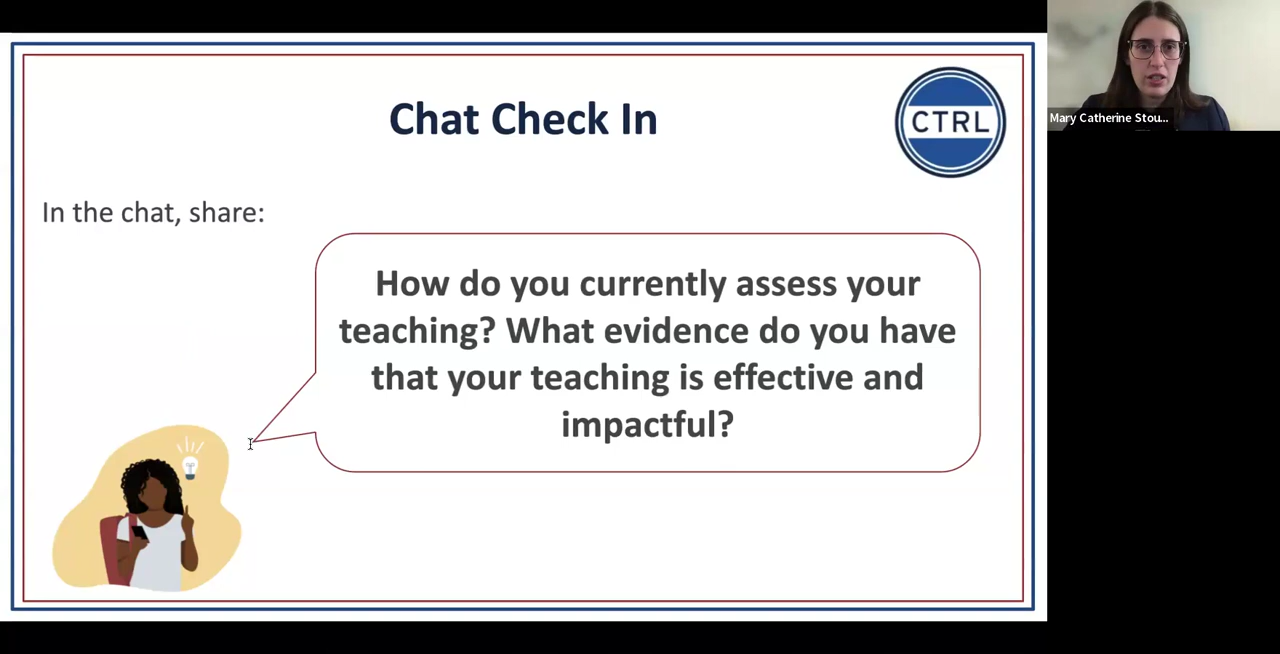 Chat Check In
CTRL
Mary Catherine Stou...
In the chat, share:
How do you currently assess your
teaching? What evidence do you have
that your teaching is effective and
impactful?